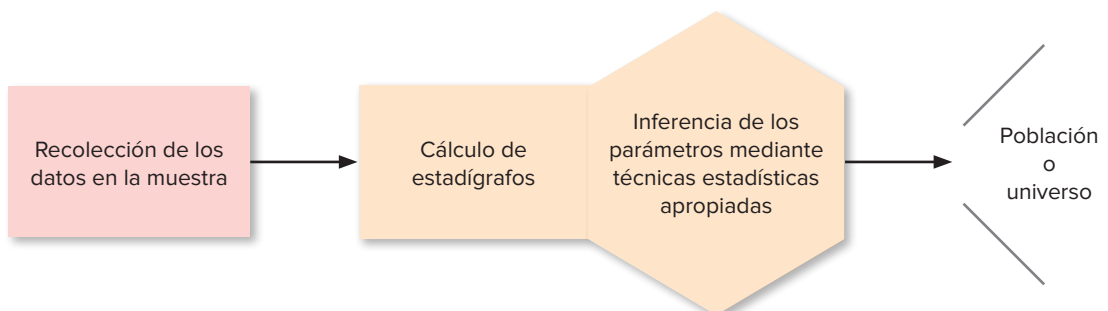 Recolección de los
datos en la muestra
Cálculo de
estadígrafos
Inferencia de los
parámetros mediante
técnicas estadísticas
apropiadas
Población
o
universo